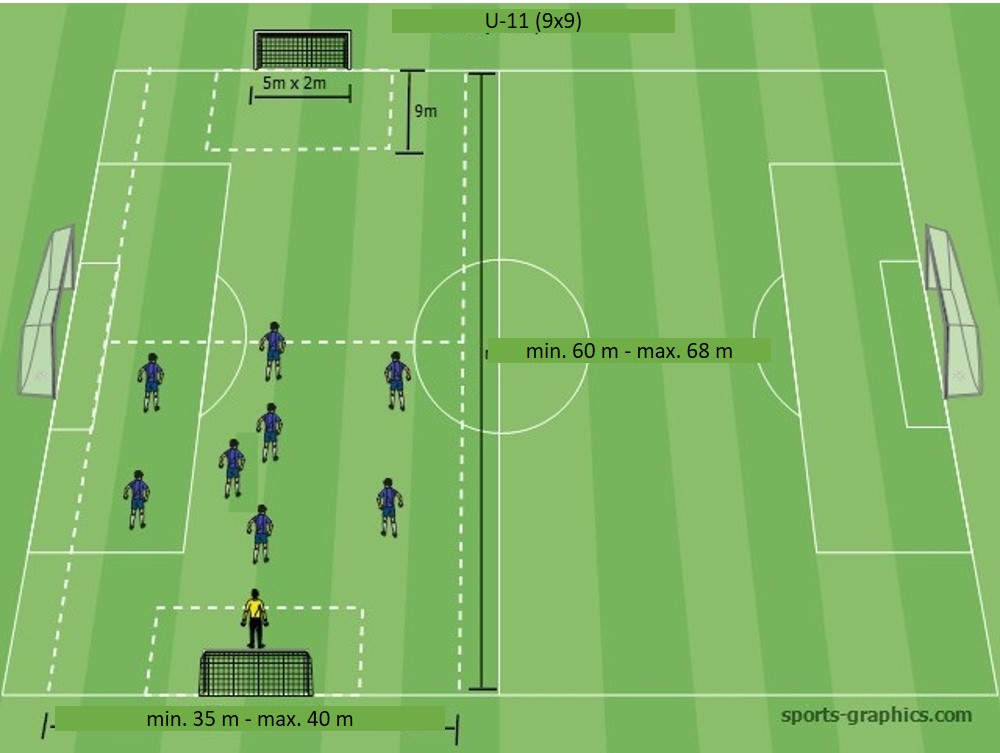 U-11 (9x9)
5m x 2m
9m
min. 60 m - max. 68 m
min. 35 m - max. 40 m
sports-graphics.com